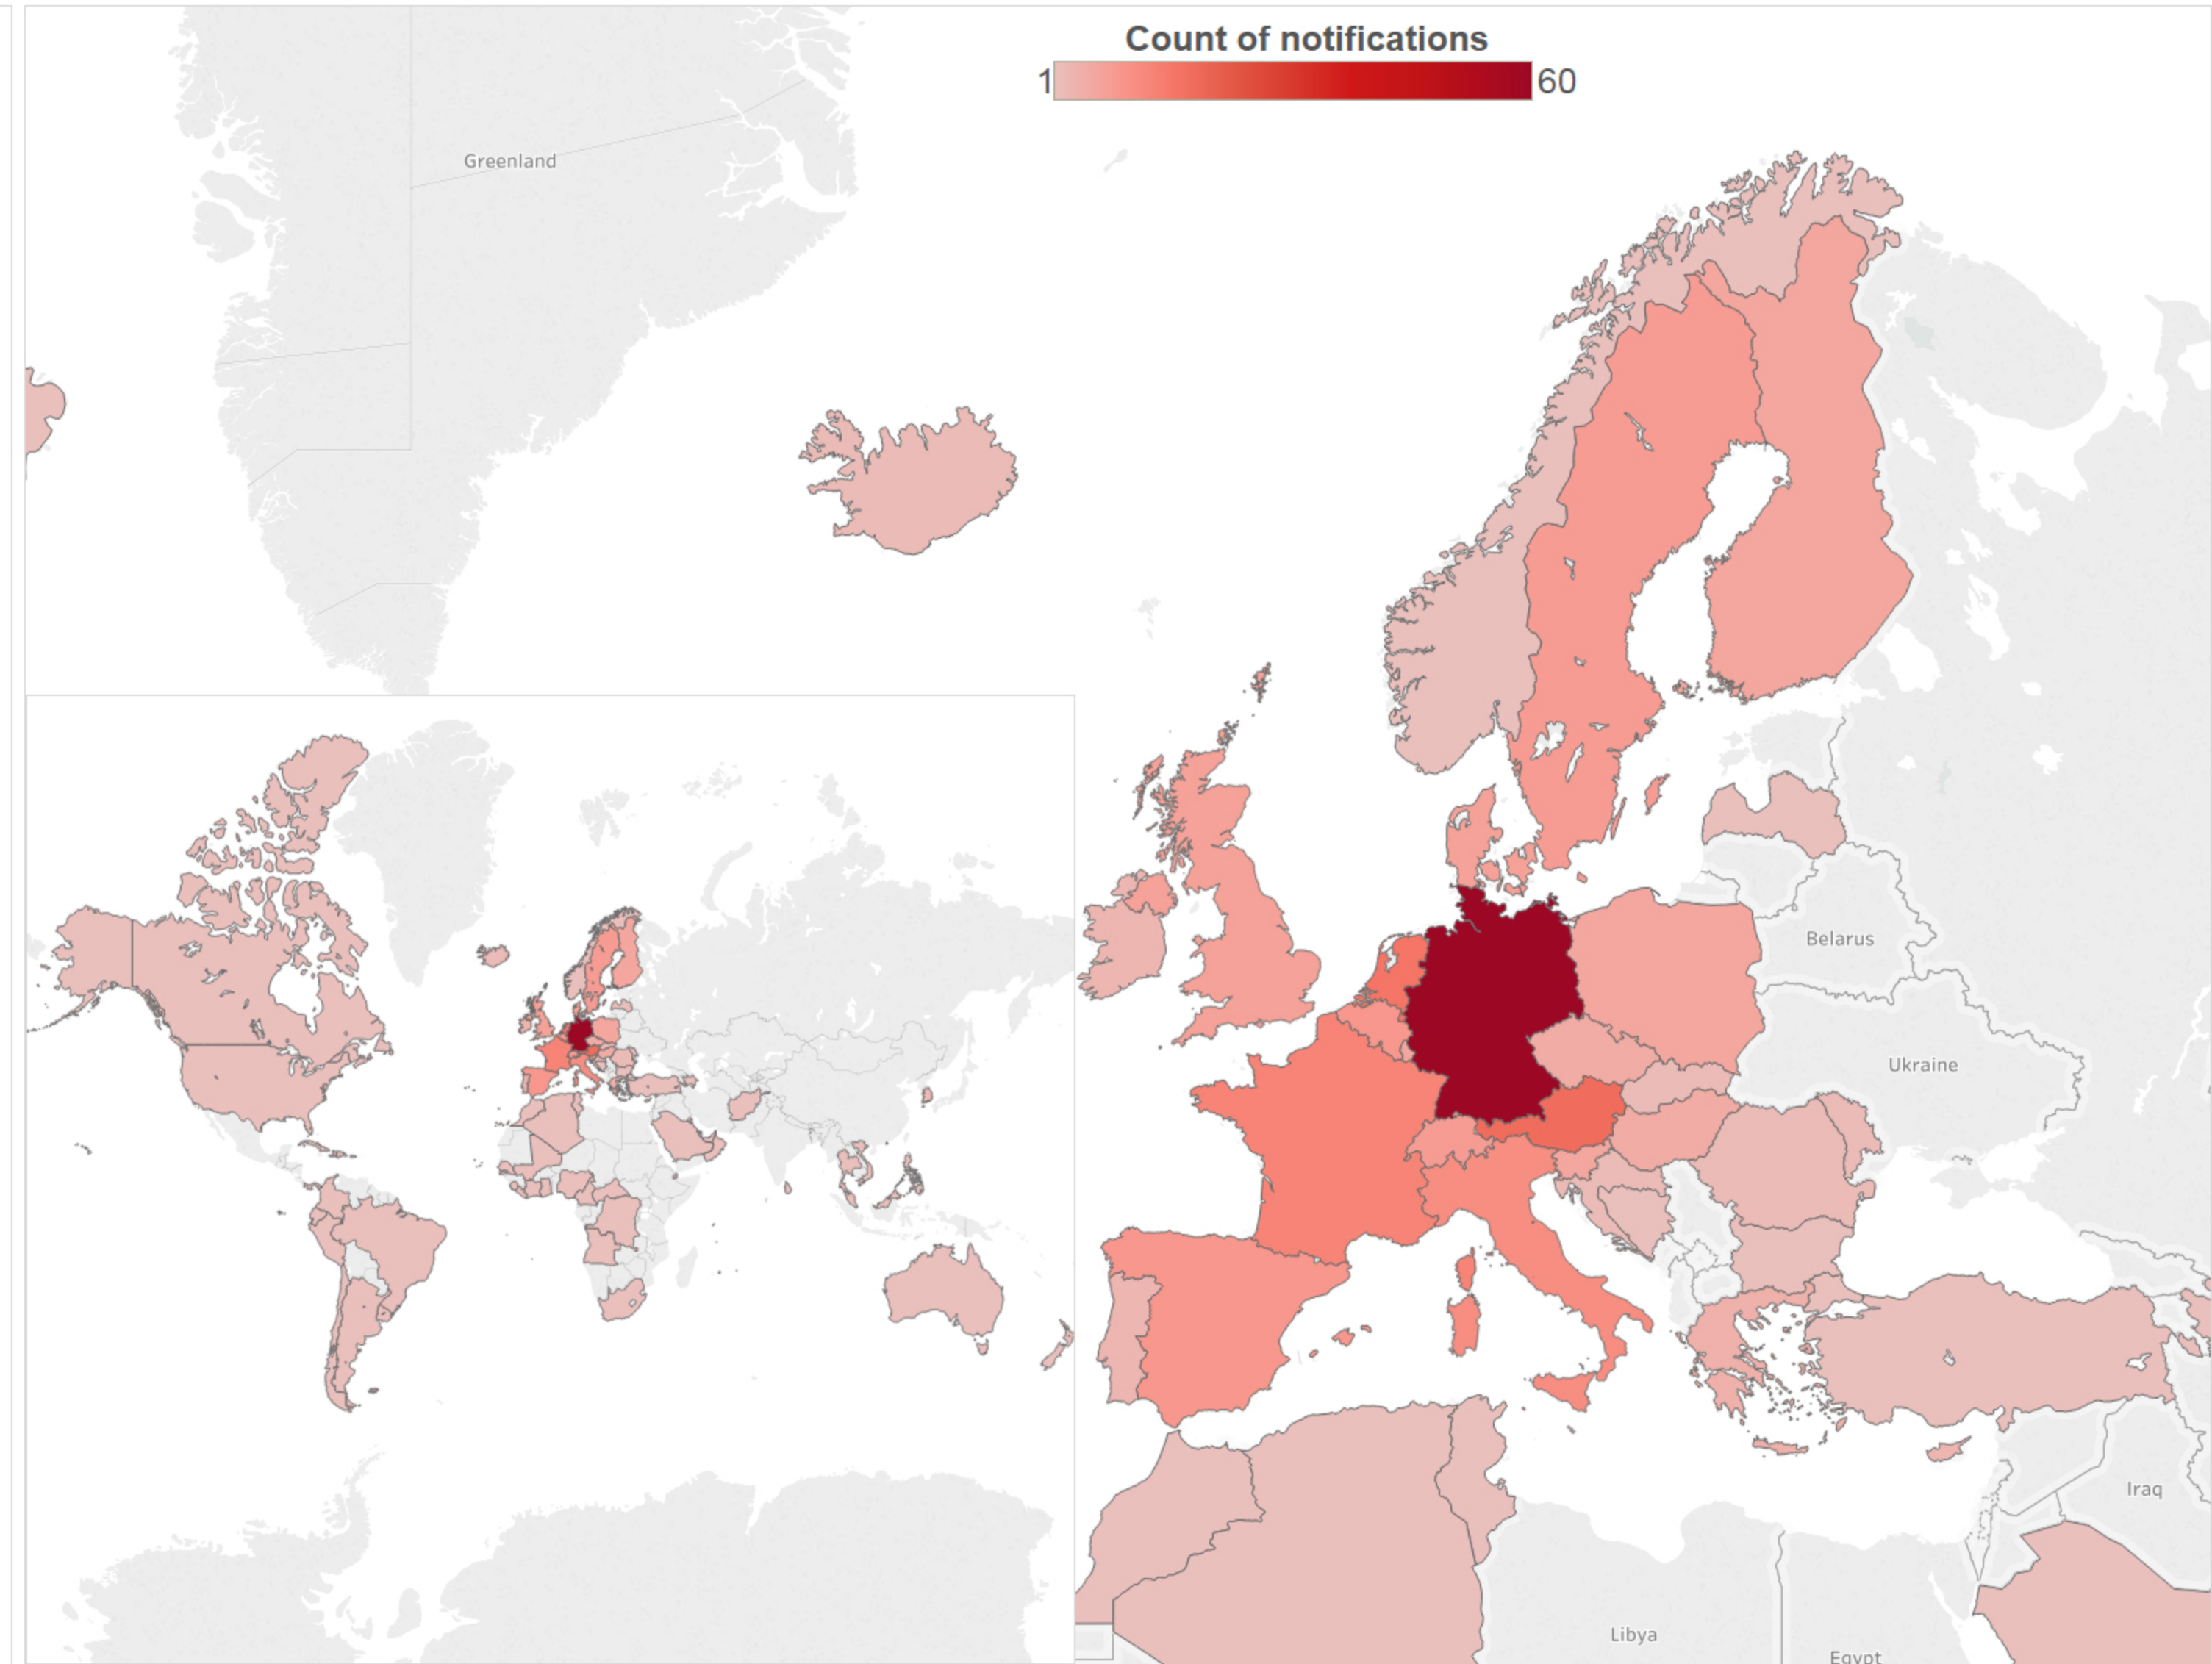 Count of notifications
1 60
Greenland
Belarus
Ukraine
Iraq
Libya
Egypt